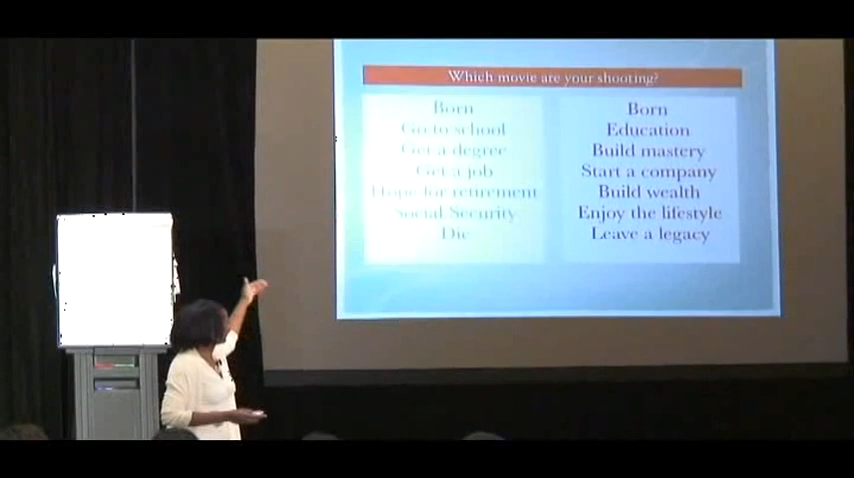 Which movie are your shooting?
Born
Go to school
Get a degree
Get a job
Hope for retirement
Social Security
Die
Born
Education
Build mastery
Start a company
Build wealth
Enjoy the lifestyle
Leave a legacy